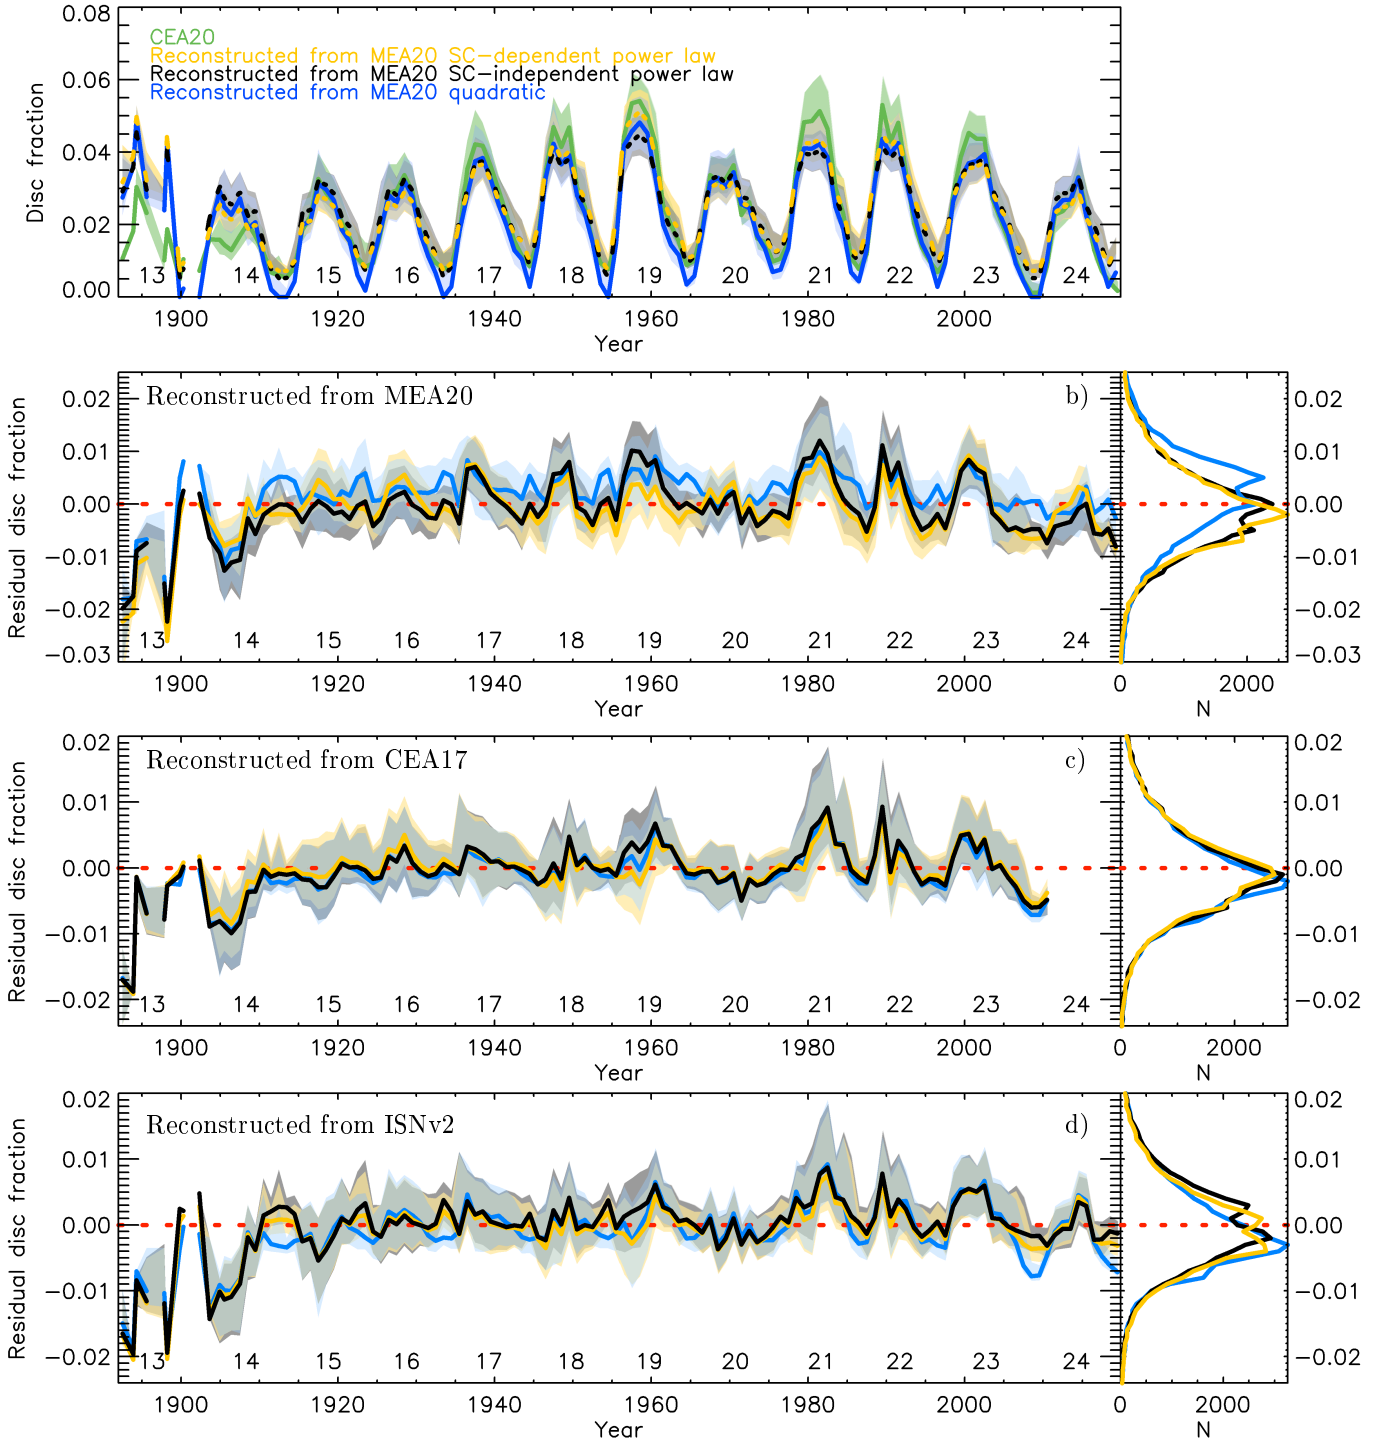 0.08
0.06
0.04
0.02
0.00
Disc fraction
CEA20
Reconstructed from MEA20 SC-dependent power law
Reconstructed from MEA20 SC-independent power law
Reconstructed from MEA20 quadratic
13 14 15 16 17 18 19 20 21 22 23 24
1900 1920 1940 1960 1980 2000
Year
Reconstructed from MEA20 b)
0.02
0.01
0.00
-0.01
-0.02
-0.03
Residual disc fraction
13 14 15 16 17 18 19 20 21 22 23 24
1900 1920 1940 1960 1980 2000
Year
0.02
0.01
0.00
-0.01
-0.02
-0.03
0 2000
N
Reconstructed from CEA17 c)
0.02
0.01
0.00
-0.01
-0.02
Residual disc fraction
13 14 15 16 17 18 19 20 21 22 23 24
1900 1920 1940 1960 1980 2000
Year
0.02
0.01
0.00
-0.01
-0.02
0 2000
N
Reconstructed from ISNv2 d)
0.02
0.01
0.00
-0.01
-0.02
Residual disc fraction
13 14 15 16 17 18 19 20 21 22 23 24
1900 1920 1940 1960 1980 2000
Year
0.02
0.01
0.00
-0.01
-0.02
0 2000
N